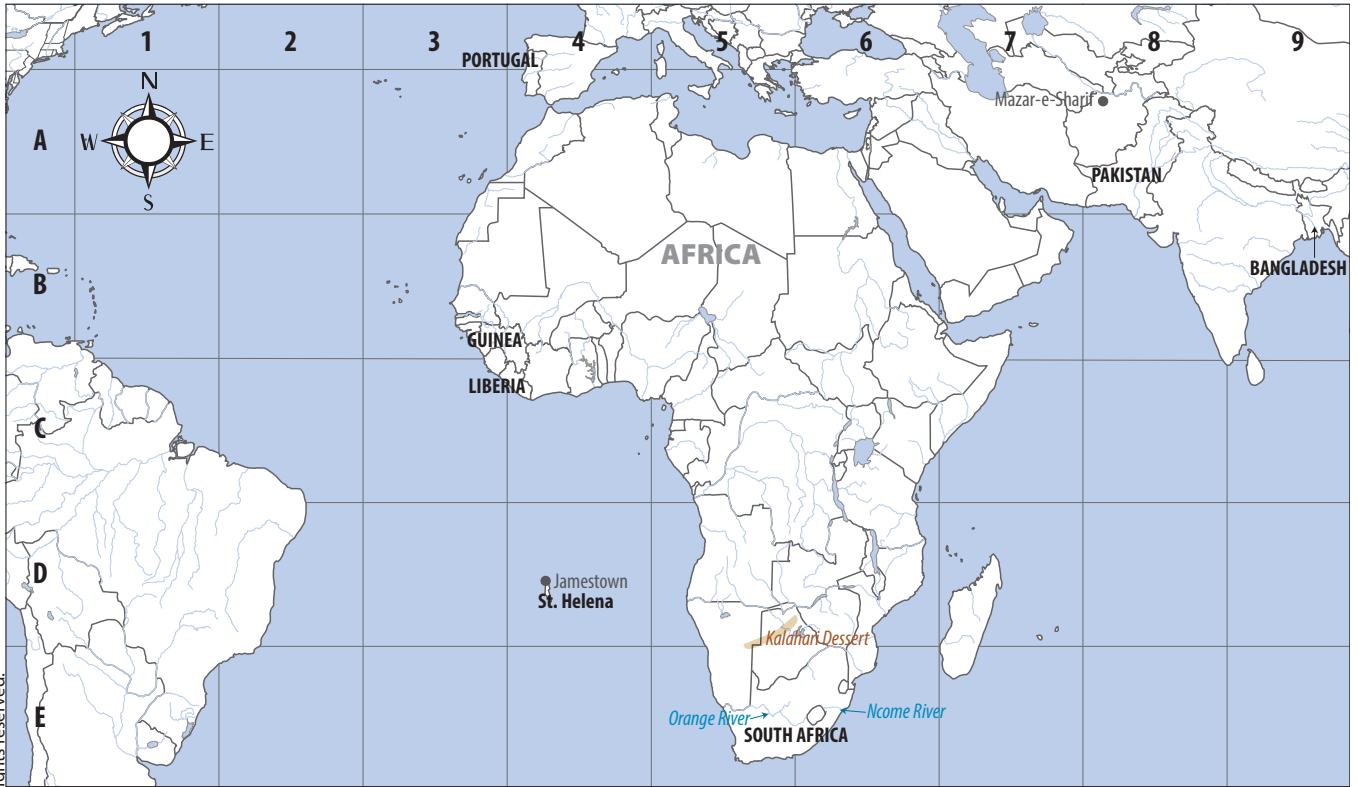 1 2 3 4 5 6 7 8 9
PORTUGAL
N
Mazar-e-Sharif
A
W E
PAKISTAN
S
AFRICA
BANGLADESH
B
GUINEA
LIBERIA
C
D
Jamestown
St. Helena
Kalahari Dessert
E
Orange River
Ncome River
SOUTH AFRICA
reserved.